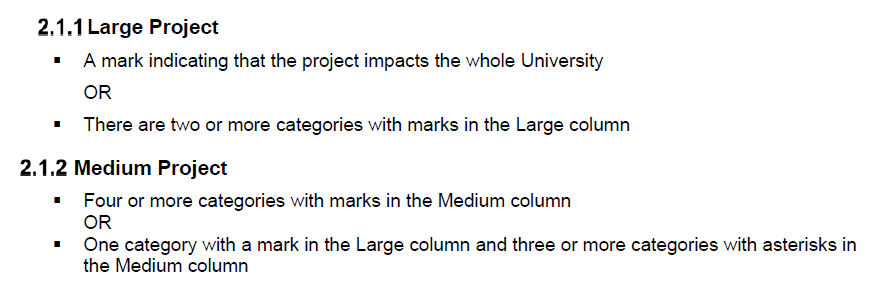 2.1.1 Large Project
▪ A mark indicating that the project impacts the whole University
OR
▪ There are two or more categories with marks in the Large column
2.1.2 Medium Project
▪ Four or more categories with marks in the Medium column
OR
▪ One category with a mark in the Large column and three or more categories with asterisks in
the Medium column